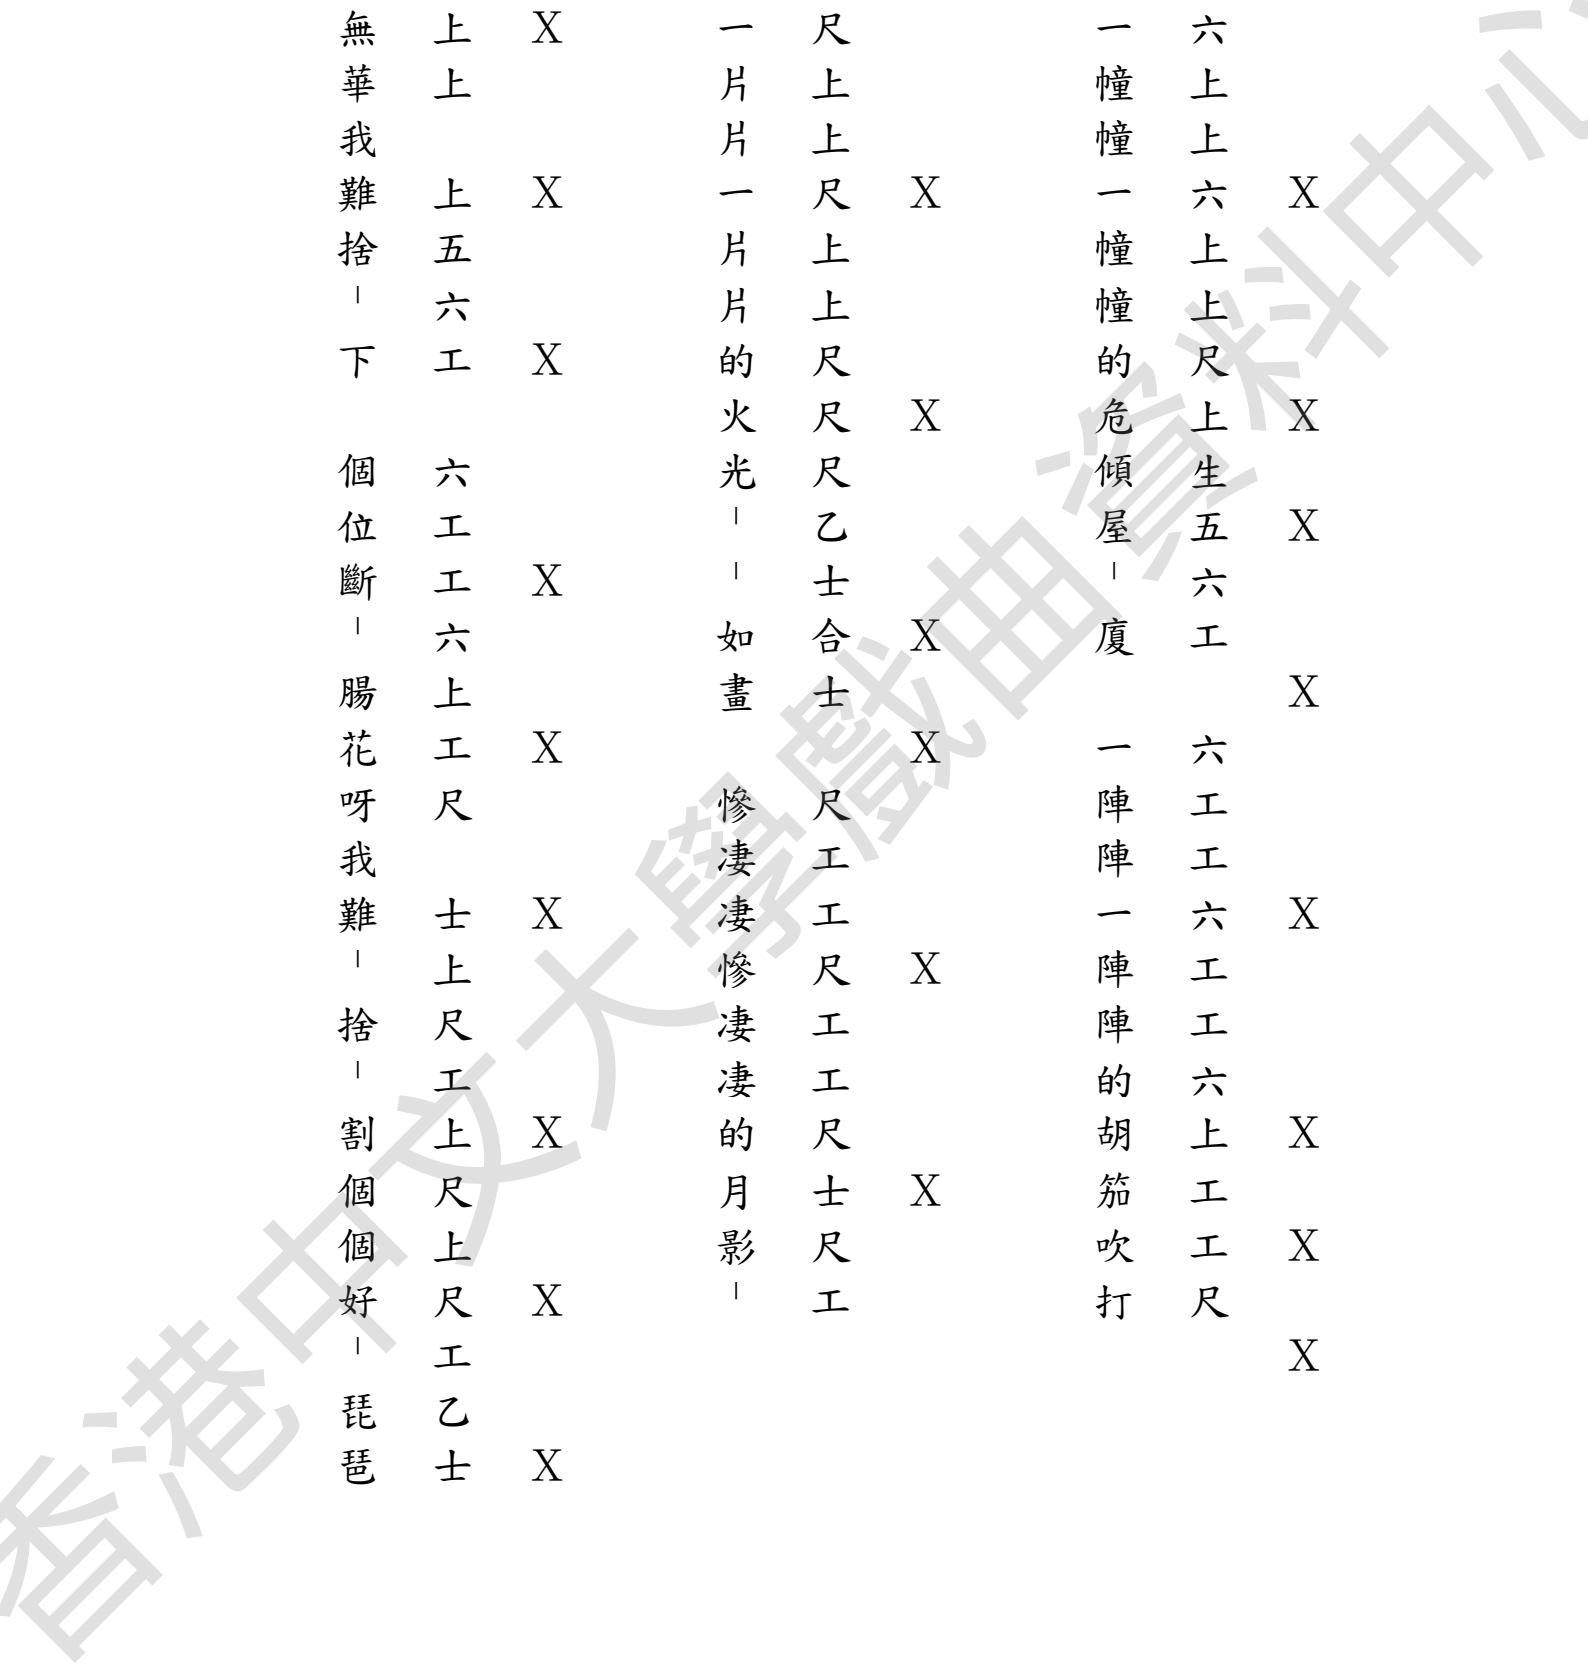 X X X X X X X X
六上上六上上尺上生五六工六工工六工工六上工工尺
一幢幢一幢幢的危傾屋-廈一陣陣一陣陣的胡笳吹打
X X X X X X
尺上上尺上上尺尺尺乙士合士尺工工尺工工尺士尺工
一片片一片片的火光--如畫慘凄凄慘凄凄的月影-
X X X X X X X X X
上上上五六工六工工六上工尺士上尺工上尺上尺工乙士
無華我難捨-下個位斷-腸花呀我難-捨-割個個好-琵琶
香港中文大學戲曲資料中心